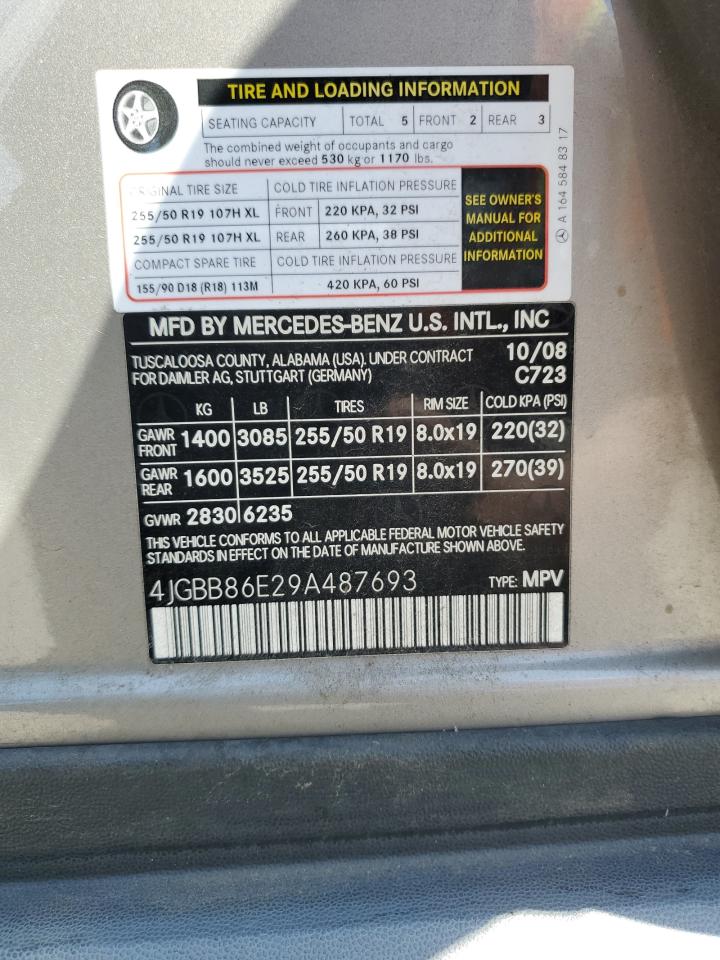 TIRE AND LOADING INFORMATION
SEATING CAPACITY TOTAL 5 FRONT 2 REAR 3
The combined weight of occupants and cargo
should never exceed 530 kg or 1170 lbs.
ORIGINAL TIRE SIZE COLD TIRE INFLATION PRESSURE
255/50 R19 107H XL FRONT 220 KPA, 32 PSI
255/50 R19 107H XL REAR 260 KPA, 38 PSI
COMPACT SPARE TIRE COLD TIRE INFLATION PRESSURE
155/90 D18 (R18) 113M 420 KPA, 60 PSI
SEE OWNER'S
MANUAL FOR
ADDITIONAL
INFORMATION
A 164 584 83 17
MFD BY MERCEDES-BENZ U.S. INTL., INC
TUSCALOOSA COUNTY, ALABAMA (USA), UNDER CONTRACT 10/08
FOR DAIMLER AG, STUTTGART (GERMANY) C723
KG LB TIRES RIM SIZE COLD KPA (PSI)
GAWR FRONT 1400 3085 255/50 R19 8.0x19 220(32)
GAWR REAR 1600 3525 255/50 R19 8.0x19 270(39)
GVWR 2830 6235
THIS VEHICLE CONFORMS TO ALL APPLICABLE FEDERAL MOTOR VEHICLE SAFETY
STANDARDS IN EFFECT ON THE DATE OF MANUFACTURE SHOWN ABOVE.
4JGBB86E29A487693 TYPE: MPV